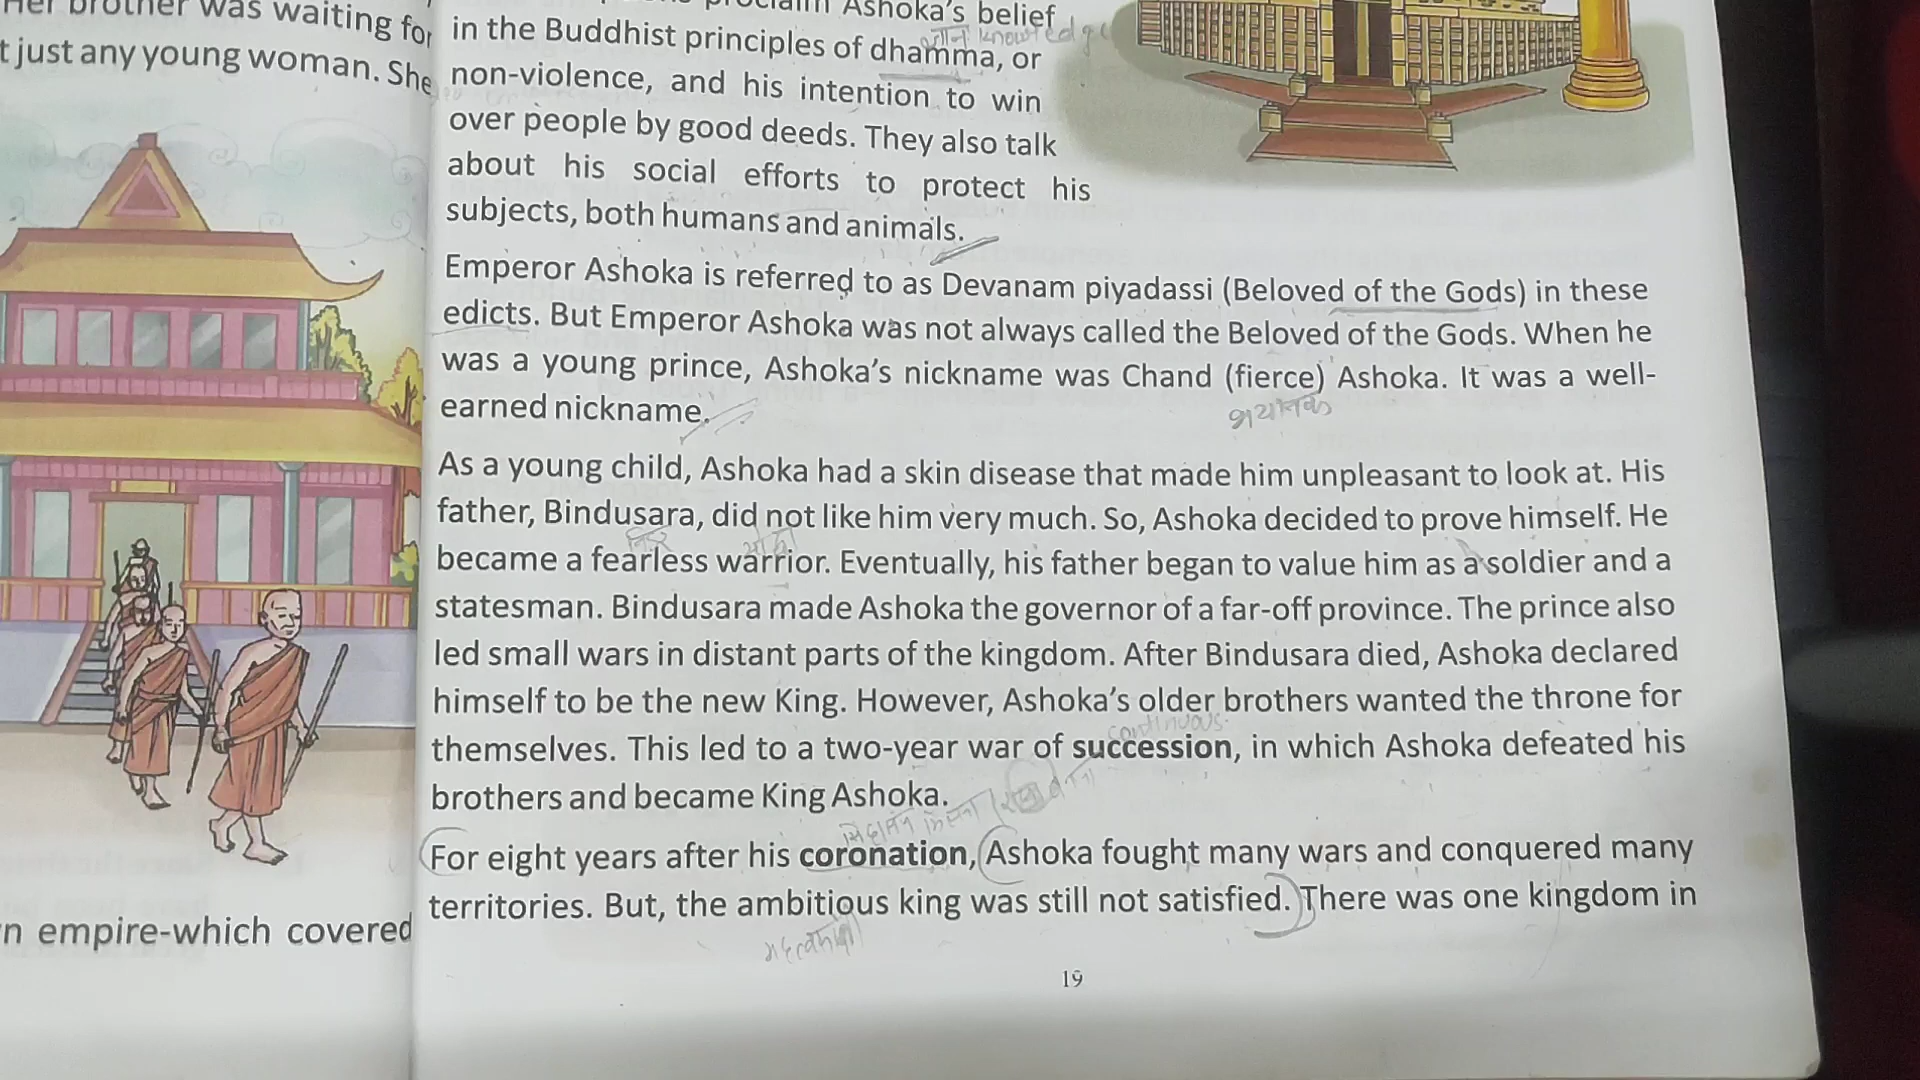 Her brother was waiting for
t just any young woman. She
n empire-which covered
proclaim Ashoka's belief
in the Buddhist principles of dhamma, or
knowledge
non-violence, and his intention to win
over people by good deeds. They also talk
about his social efforts to protect his
subjects, both humans and animals.
Emperor Ashoka is referred to as Devanam piyadassi (Beloved of the Gods) in these
edicts. But Emperor Ashoka was not always called the Beloved of the Gods. When he
was a young prince, Ashoka's nickname was Chand (fierce) Ashoka. It was a well-
earned nickname.
भयानक
As a young child, Ashoka had a skin disease that made him unpleasant to look at. His
father, Bindusara, did not like him very much. So, Ashoka decided to prove himself. He
became a fearless warrior. Eventually, his father began to value him as a soldier and a
statesman. Bindusara made Ashoka the governor of a far-off province. The prince also
led small wars in distant parts of the kingdom. After Bindusara died, Ashoka declared
himself to be the new King. However, Ashoka's older brothers wanted the throne for
continuous
themselves. This led to a two-year war of succession, in which Ashoka defeated his
brothers and became King Ashoka.
For eight years after his coronation, Ashoka fought many wars and conquered many
territories. But, the ambitious king was still not satisfied. There was one kingdom in
19